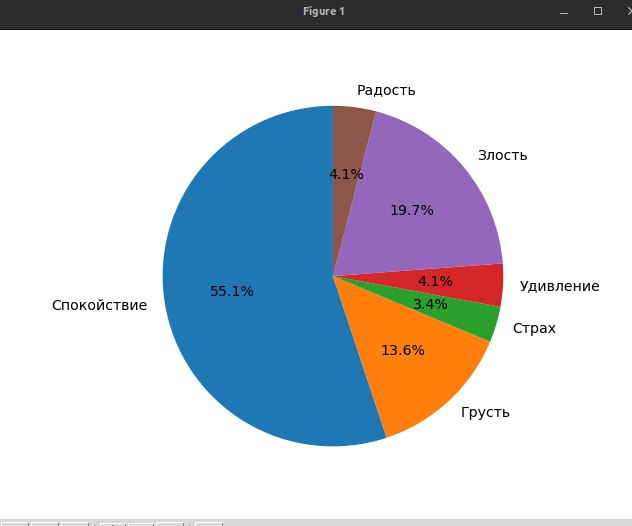 Figure 1
Радость
4.1%
Злость
19.7%
4.1%
Удивление
55.1%
3.4%
Спокойствие
Страх
13.6%
Грусть